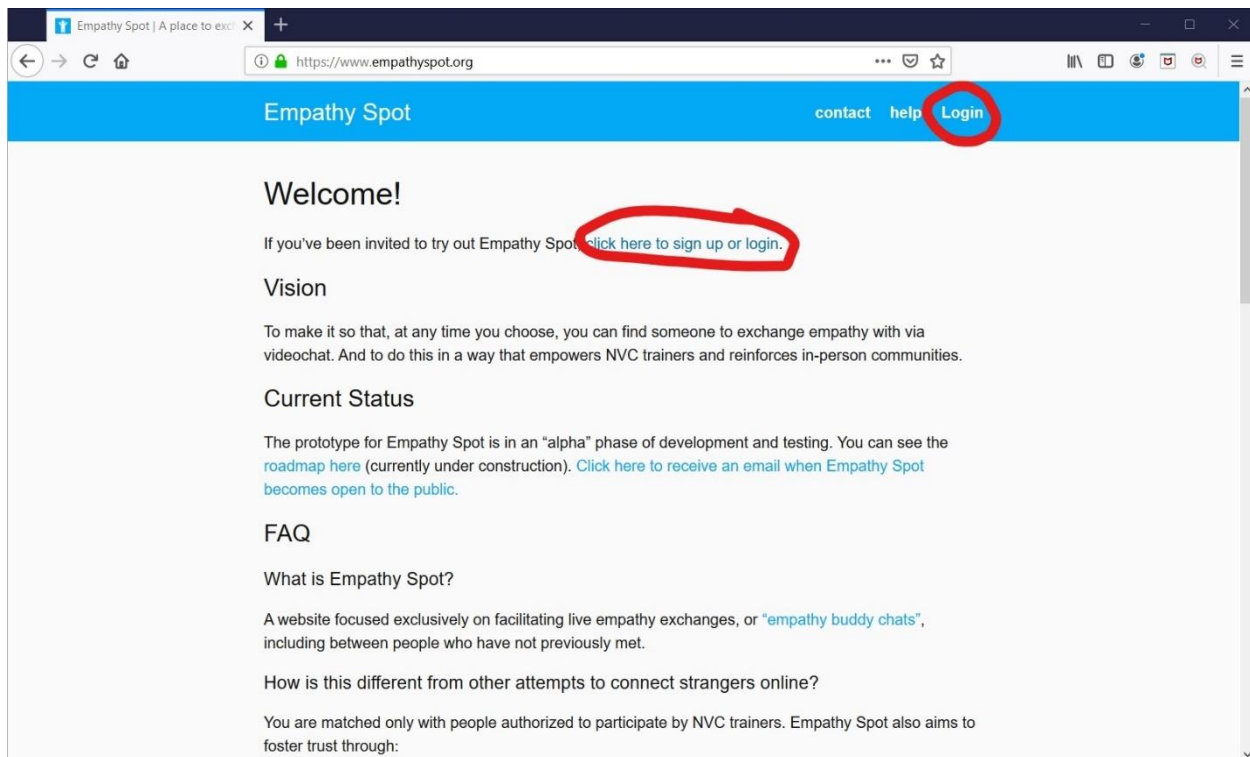 Empathy Spot | A place to exch
https://www.empathyspot.org
Empathy Spot
contact help Login
Welcome!
If you’ve been invited to try out Empathy Spot, click here to sign up or login.
Vision
To make it so that, at any time you choose, you can find someone to exchange empathy with via
videochat. And to do this in a way that empowers NVC trainers and reinforces in-person communities.
Current Status
The prototype for Empathy Spot is in an “alpha” phase of development and testing. You can see the
roadmap here (currently under construction). Click here to receive an email when Empathy Spot
becomes open to the public.
FAQ
What is Empathy Spot?
A website focused exclusively on facilitating live empathy exchanges, or “empathy buddy chats”,
including between people who have not previously met.
How is this different from other attempts to connect strangers online?
You are matched only with people authorized to participate by NVC trainers. Empathy Spot also aims to
foster trust through: